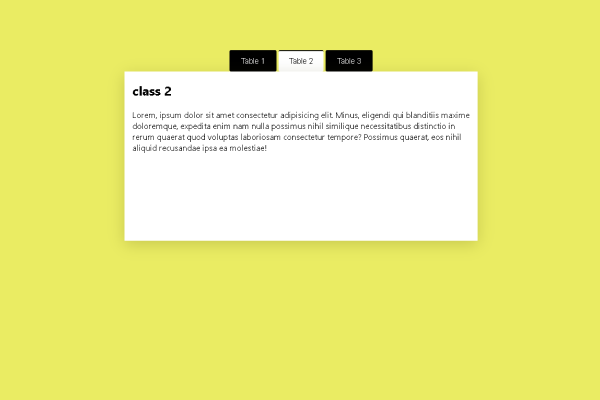 Table 1 Table 2 Table 3
class 2
Lorem, ipsum dolor sit amet consectetur adipisicing elit. Minus, eligendi qui blanditiis maxime
doloremque, expedita enim nam nulla possimus nihil similique necessitatibus distinctio in
rerum quaerat quod voluptas laboriosam consectetur tempore? Possimus quaerat, eos nihil
aliquid recusandae ipsa ea molestiae!